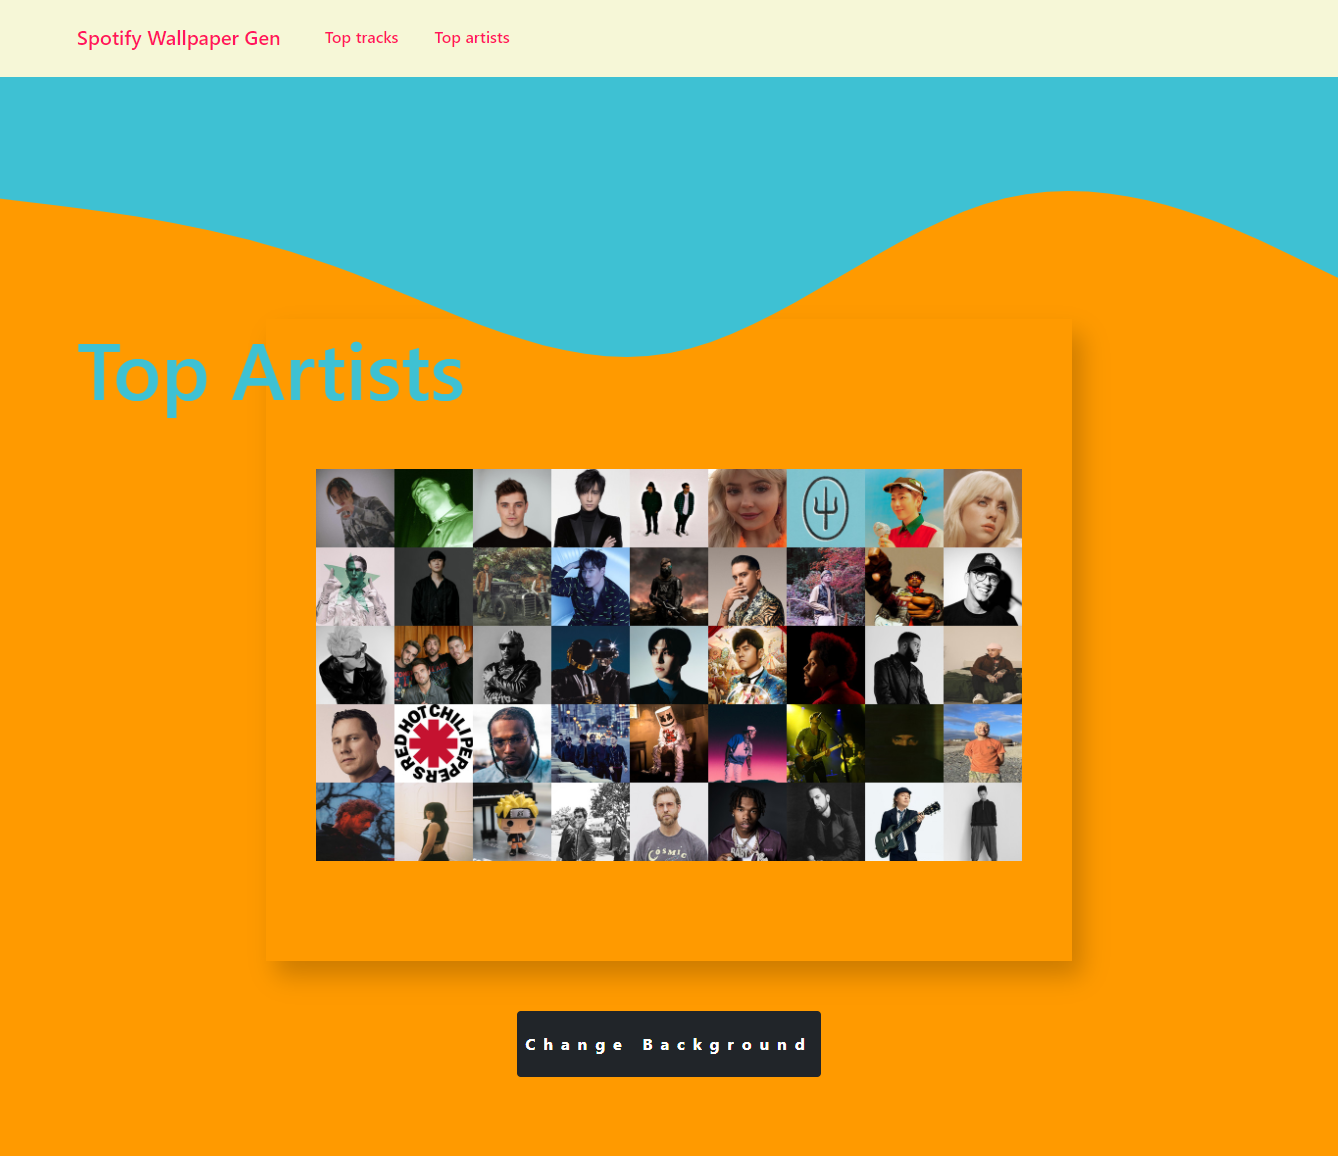 Spotify Wallpaper Gen
Top tracks
Top artists
Top Artists
RED HOT CHILI PEPPERS
COSMIC
Change Background